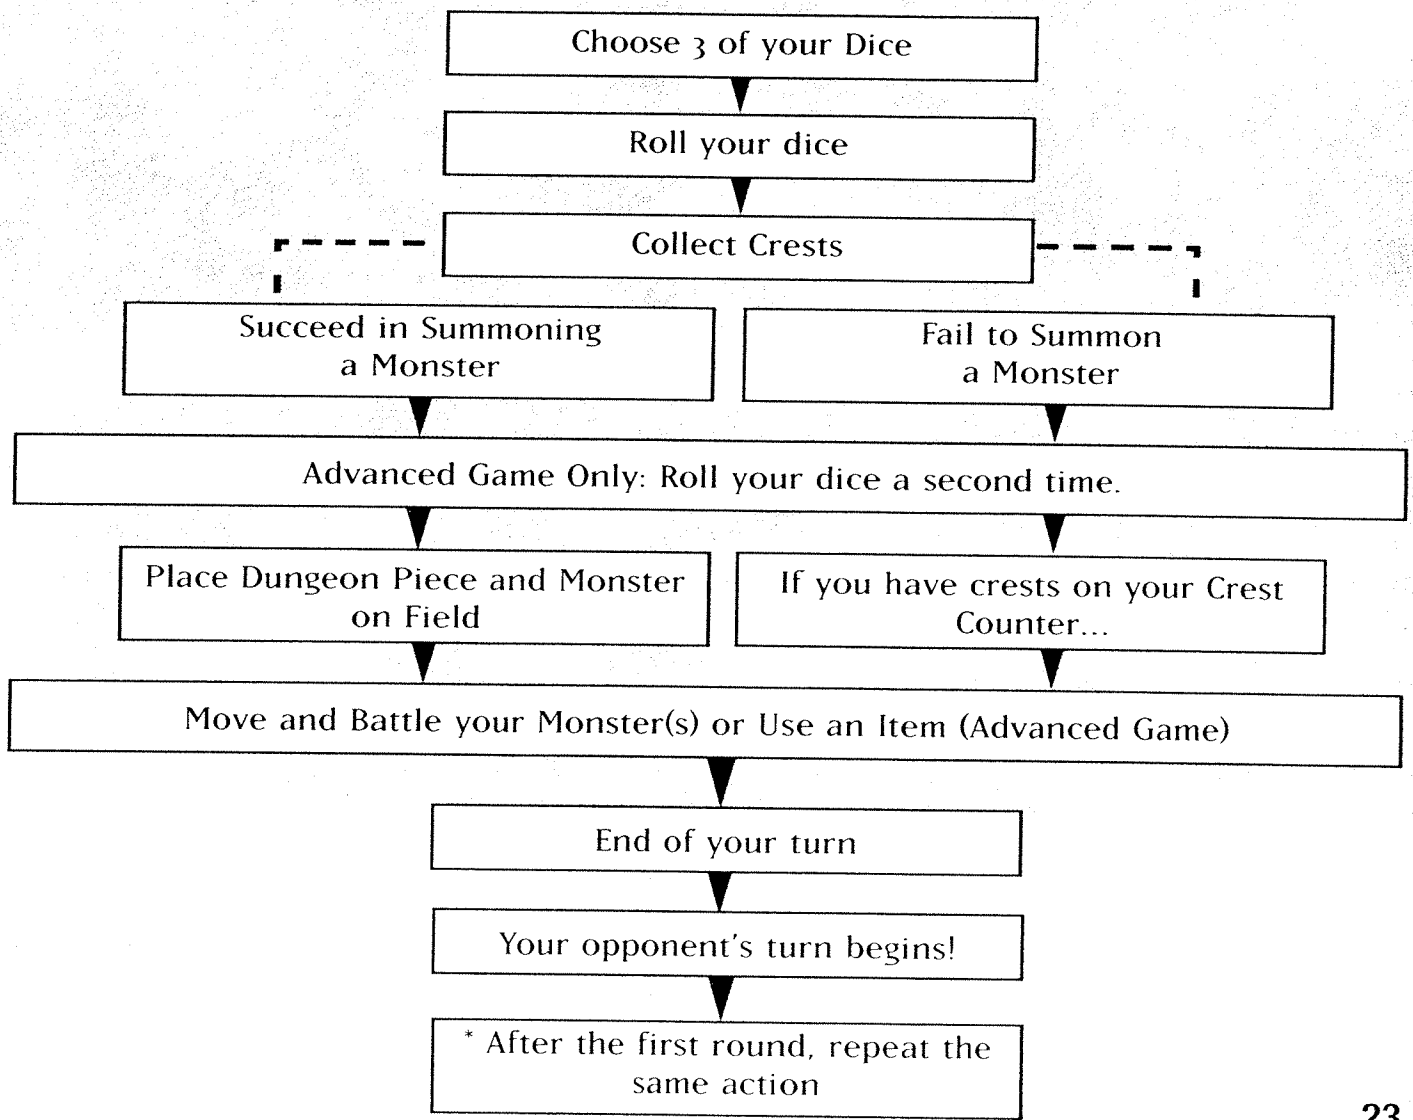 Choose 3 of your Dice
Roll your dice
Collect Crests
Succeed in Summoning
a Monster
Fail to Summon
a Monster
Advanced Game Only: Roll your dice a second time.
Place Dungeon Piece and Monster
on Field
If you have crests on your Crest
Counter...
Move and Battle your Monster(s) or Use an Item (Advanced Game)
End of your turn
Your opponent's turn begins!
* After the first round, repeat the
same action
23